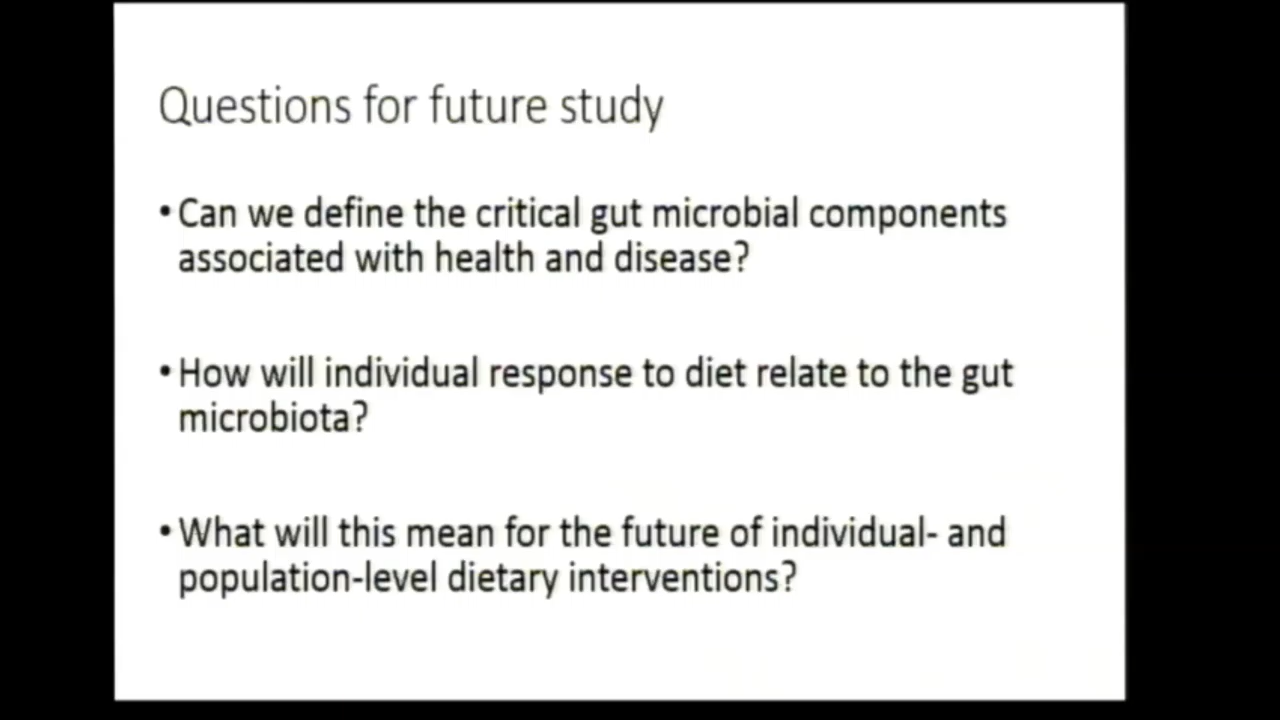 Questions for future study
•Can we define the critical gut microbial components
associated with health and disease?
•How will individual response to diet relate to the gut
microbiota?
•What will this mean for the future of individual- and
population-level dietary interventions?